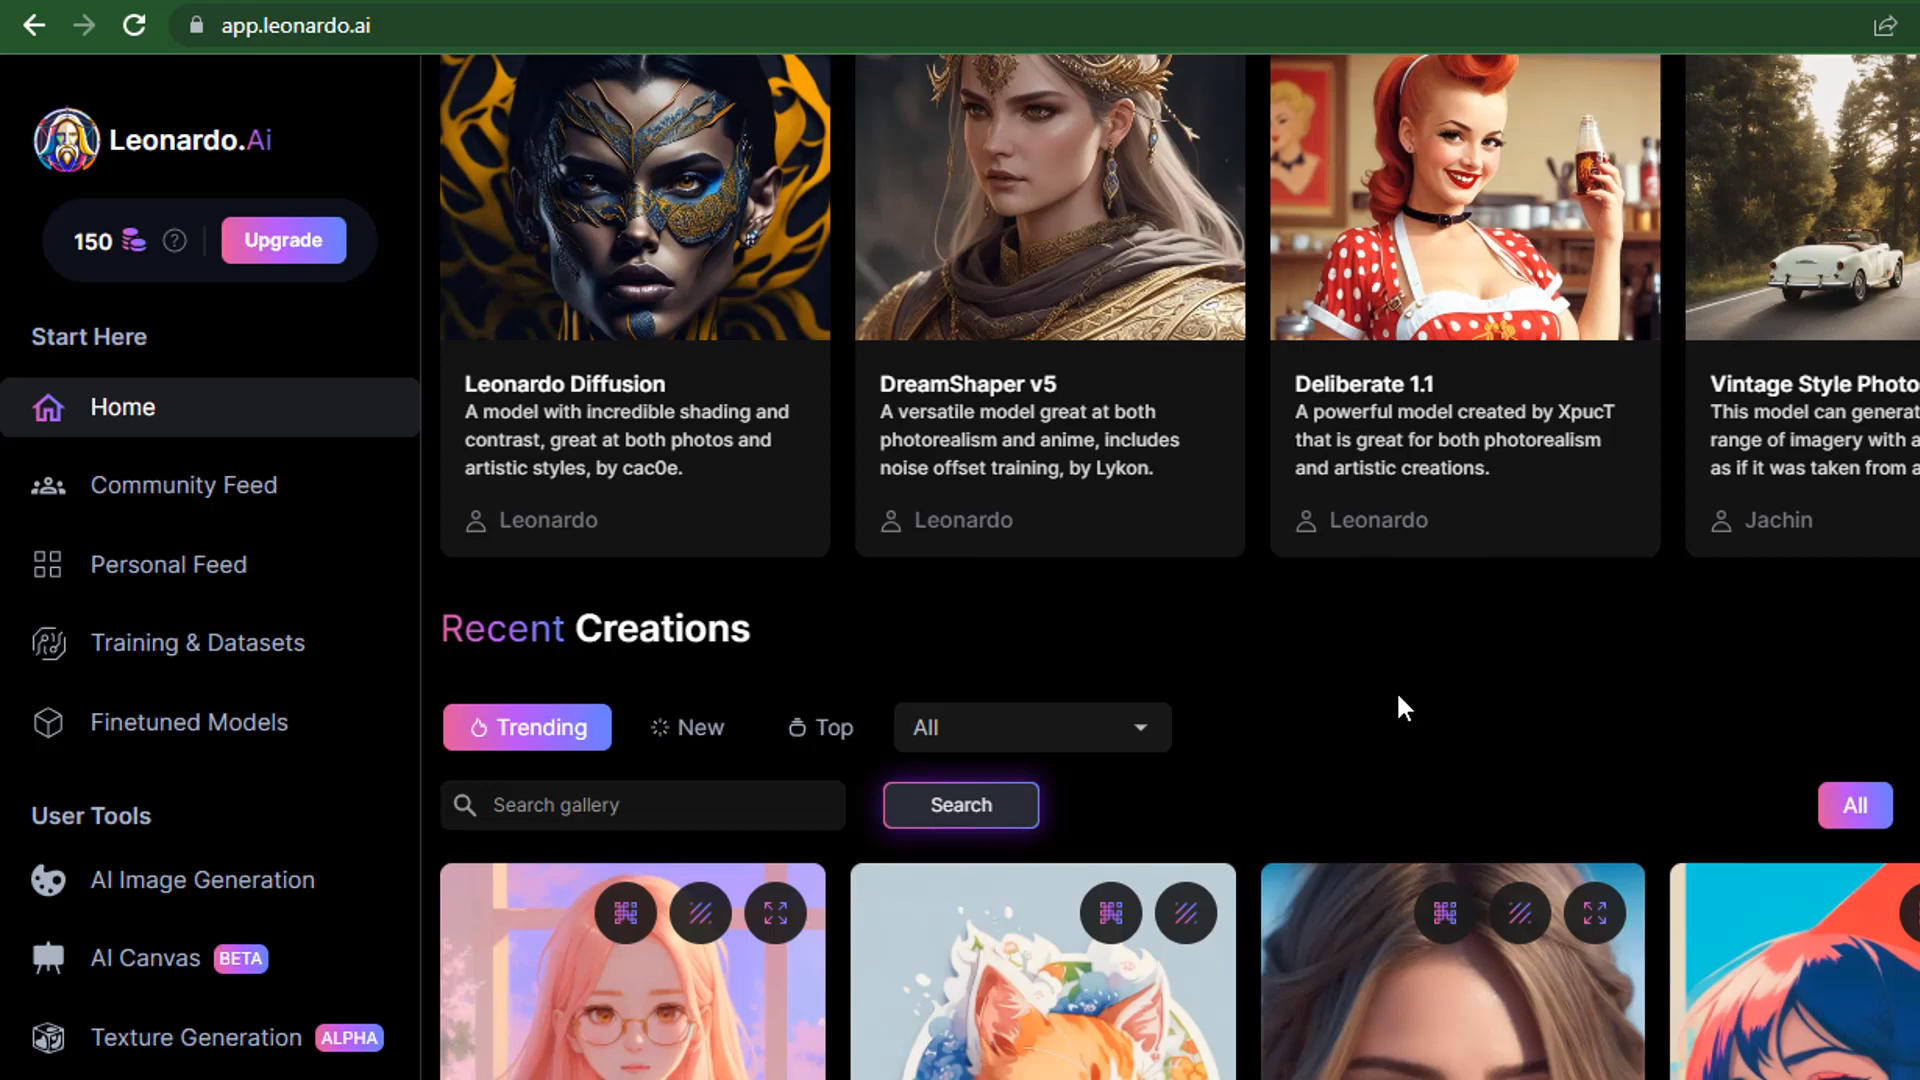 app.leonardo.ai
Leonardo.Ai
150
Upgrade
Start Here
Home
Community Feed
Personal Feed
Training & Datasets
Finetuned Models
User Tools
AI Image Generation
AI Canvas BETA
Texture Generation ALPHA
Leonardo Diffusion
A model with incredible shading and
contrast, great at both photos and
artistic styles, by cac0e.
Leonardo
DreamShaper v5
A versatile model great at both
photorealism and anime, includes
noise offset training, by Lykon.
Leonardo
Deliberate 1.1
A powerful model created by XpucT
that is great for both photorealism
and artistic creations.
Leonardo
Vintage Style Photo
This model can generat
range of imagery with a
as if it was taken from a
Jachin
Recent Creations
Trending New Top All
Search gallery Search All